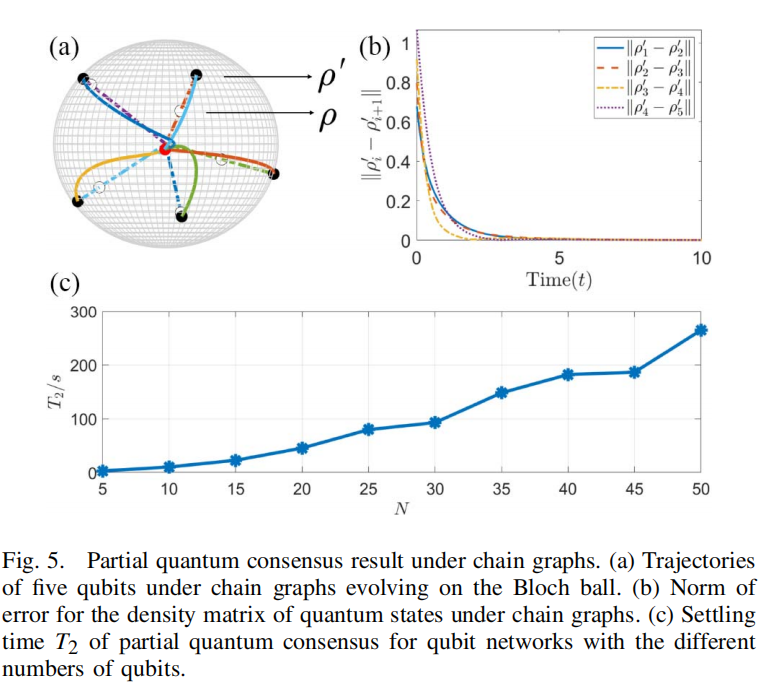 (a)
ρ′
ρ
(b)
‖ρ′ᵢ − ρ′ᵢ₊₁‖
1
0.8
0.6
0.4
0.2
0
0
5
10
Time(t)
‖ρ′₁ − ρ′₂‖
‖ρ′₂ − ρ′₃‖
‖ρ′₃ − ρ′₄‖
‖ρ′₄ − ρ′₅‖
(c)
T₂/s
300
200
100
0
5 10 15 20 25 30 35 40 45 50
N
Fig. 5. Partial quantum consensus result under chain graphs. (a) Trajectories
of five qubits under chain graphs evolving on the Bloch ball. (b) Norm of
error for the density matrix of quantum states under chain graphs. (c) Settling
time T₂ of partial quantum consensus for qubit networks with the different
numbers of qubits.